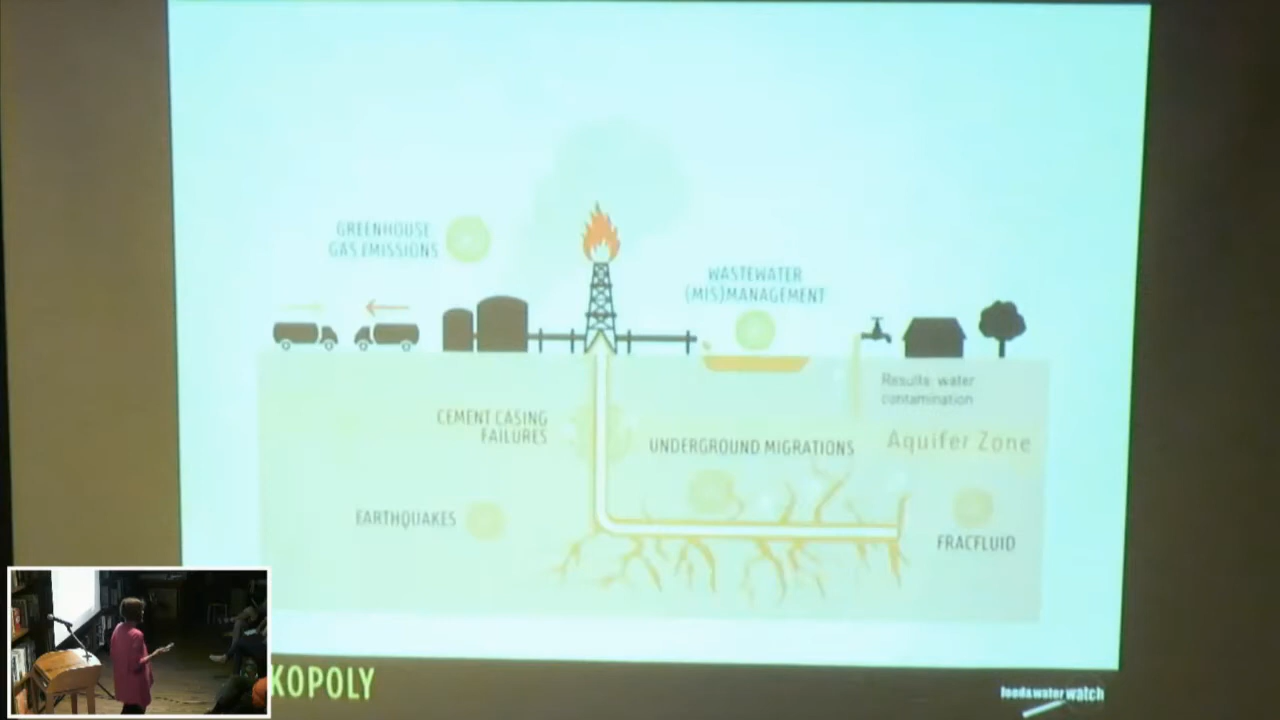 GREENHOUSE
GAS EMISSIONS
WASTEWATER
(MIS)MANAGEMENT
Results: water
contamination
CEMENT CASING
FAILURES
UNDERGROUND MIGRATIONS
Aquifer Zone
EARTHQUAKES
FRACFLUID
KOPOLY
food&waterwatch